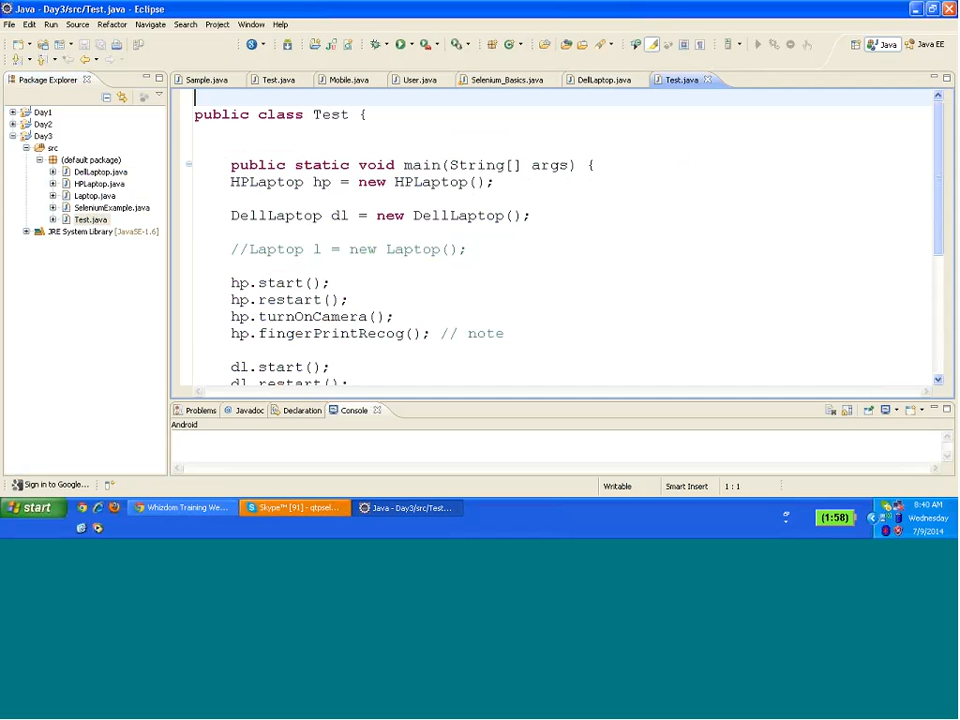 Java - Day3/src/Test.java - Eclipse
File Edit Run Source Refactor Navigate Search Project Window Help
Java Java EE
Package Explorer
Sample.java Test.java Mobile.java User.java Selenium_Basics.java DellLaptop.java Test.java
Day1
Day2
Day3
src
(default package)
DellLaptop.java
HPLaptop.java
Laptop.java
SeleniumExample.java
Test.java
JRE System Library [JavaSE-1.6]
public class Test {
public static void main(String[] args) {
HPLaptop hp = new HPLaptop();
DellLaptop dl = new DellLaptop();
//Laptop l = new Laptop();
hp.start();
hp.restart();
hp.turnOnCamera();
hp.fingerPrintRecog(); // note
dl.start();
dl.restart();
Problems Javadoc Declaration Console
Android
Sign in to Google...
Writable Smart Insert 1 : 1
start Whizdom Training We... Skype™ [91] - qtpsel... Java - Day3/src/Test...
(1:58)
8:40 AM
Wednesday
7/9/2014